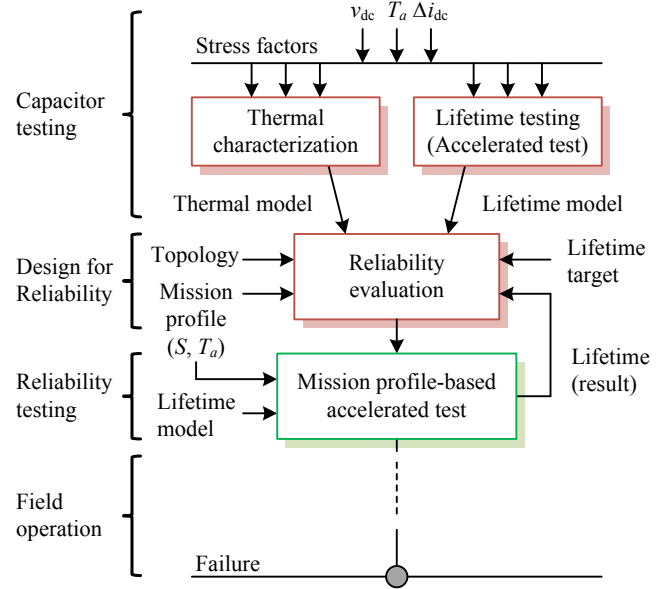 v_dc T_a Δi_dc
Stress factors
Capacitor
testing
Thermal
characterization
Lifetime testing
(Accelerated test)
Thermal model
Lifetime model
Design for
Reliability
Topology
Mission
profile
(S, T_a)
Reliability
evaluation
Lifetime
target
Reliability
testing
Lifetime
model
Mission profile-based
accelerated test
Lifetime
(result)
Field
operation
Failure